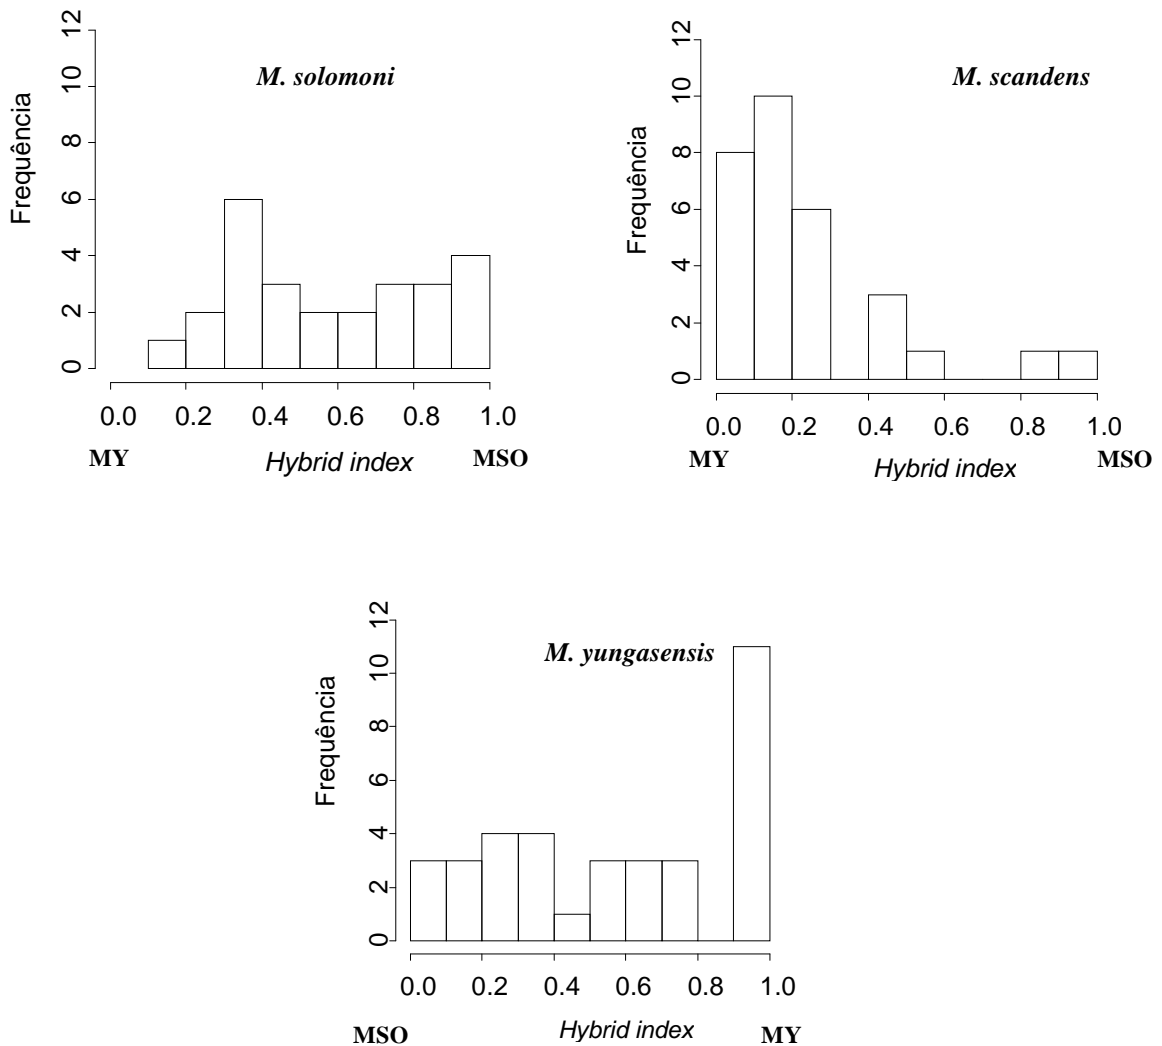 M. solomoni
Frequência
0 2 4 6 8 10 12
0.0 0.2 0.4 0.6 0.8 1.0
MY Hybrid index MSO
M. scandens
Frequência
0 2 4 6 8 10 12
0.0 0.2 0.4 0.6 0.8 1.0
MY Hybrid index MSO
M. yungasensis
Frequência
0 2 4 6 8 10 12
0.0 0.2 0.4 0.6 0.8 1.0
MSO Hybrid index MY